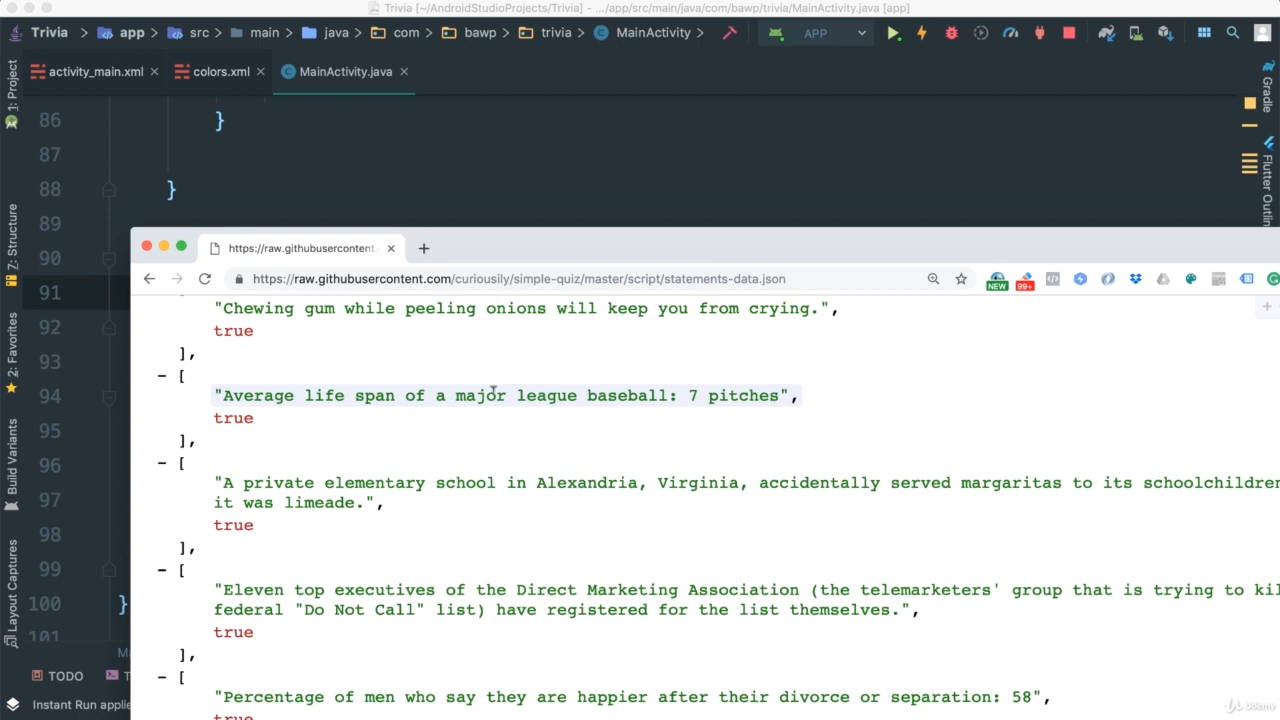 Trivia [~/AndroidStudioProjects/Trivia] - .../app/src/main/java/com/bawp/trivia/MainActivity.java [app]
Trivia > app > src > main > java > com > bawp > trivia > MainActivity > APP
activity_main.xml × colors.xml × MainActivity.java ×
1: Project
Z: Structure
2: Favorites
Build Variants
Layout Captures
Gradle
Flutter Outlin
86 }
87
88 }
89
90
91
92
93
94
95
96
97
98
99
100 }
101
https://raw.githubusercontent. × +
https://raw.githubusercontent.com/curiousily/simple-quiz/master/script/statements-data.json
NEW 99+
"Chewing gum while peeling onions will keep you from crying.",
true
],
- [
"Average life span of a major league baseball: 7 pitches",
true
],
- [
"A private elementary school in Alexandria, Virginia, accidentally served margaritas to its schoolchildren
it was limeade.",
true
],
- [
"Eleven top executives of the Direct Marketing Association (the telemarketers' group that is trying to kil
federal "Do Not Call" list) have registered for the list themselves.",
true
],
- [
"Percentage of men who say they are happier after their divorce or separation: 58",
true
TODO T
Instant Run applie
Udemy